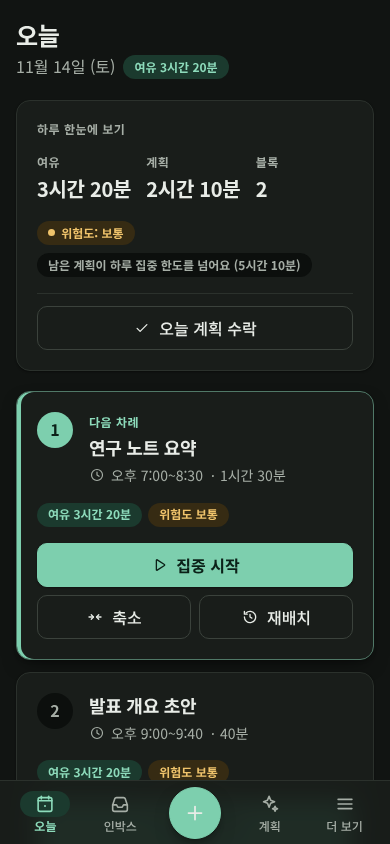 오늘
11월 14일 (토) 여유 3시간 20분
하루 한눈에 보기
여유 계획 블록
3시간 20분 2시간 10분 2
위험도: 보통
남은 계획이 하루 집중 한도를 넘어요 (5시간 10분)
오늘 계획 수락
1 다음 차례
연구 노트 요약
오후 7:00~8:30 · 1시간 30분
여유 3시간 20분 위험도 보통
집중 시작
축소 재배치
2 발표 개요 초안
오후 9:00~9:40 · 40분
여유 3시간 20분 위험도 보통
오늘 인박스 계획 더 보기